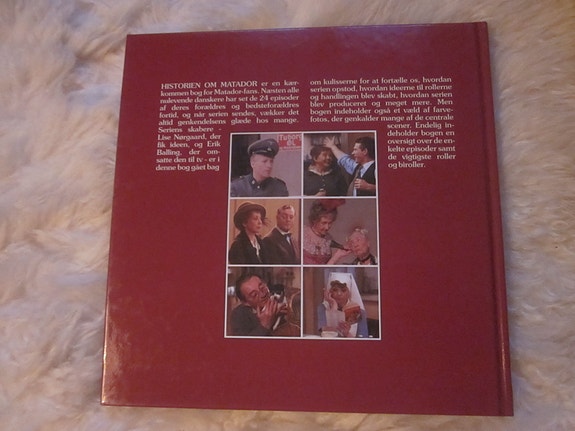 HISTORIEN OM MATADOR er en kær-
kommen bog for Matador-fans. Næsten alle
nulevende danskere har set de 24 episoder
af deres forældres og bedsteforældres
fortid, og når serien sendes, vækker det
altid genkendelsens glæde hos mange.
Seriens skabere -
Lise Nørgaard, der
fik ideen, og Erik
Balling, der om-
satte den til tv - er i
denne bog gået bag
om kulisserne for at fortælle os, hvordan
serien opstod, hvordan ideerne til rollerne
og handlingen blev skabt, hvordan serien
blev produceret og meget mere. Men
bogen indeholder også et væld af farve-
fotos, der genkalder mange af de centrale
scener. Endelig in-
deholder bogen en
oversigt over de en-
kelte episoder samt
de vigtigste roller
og biroller.
Tuborg
ØL